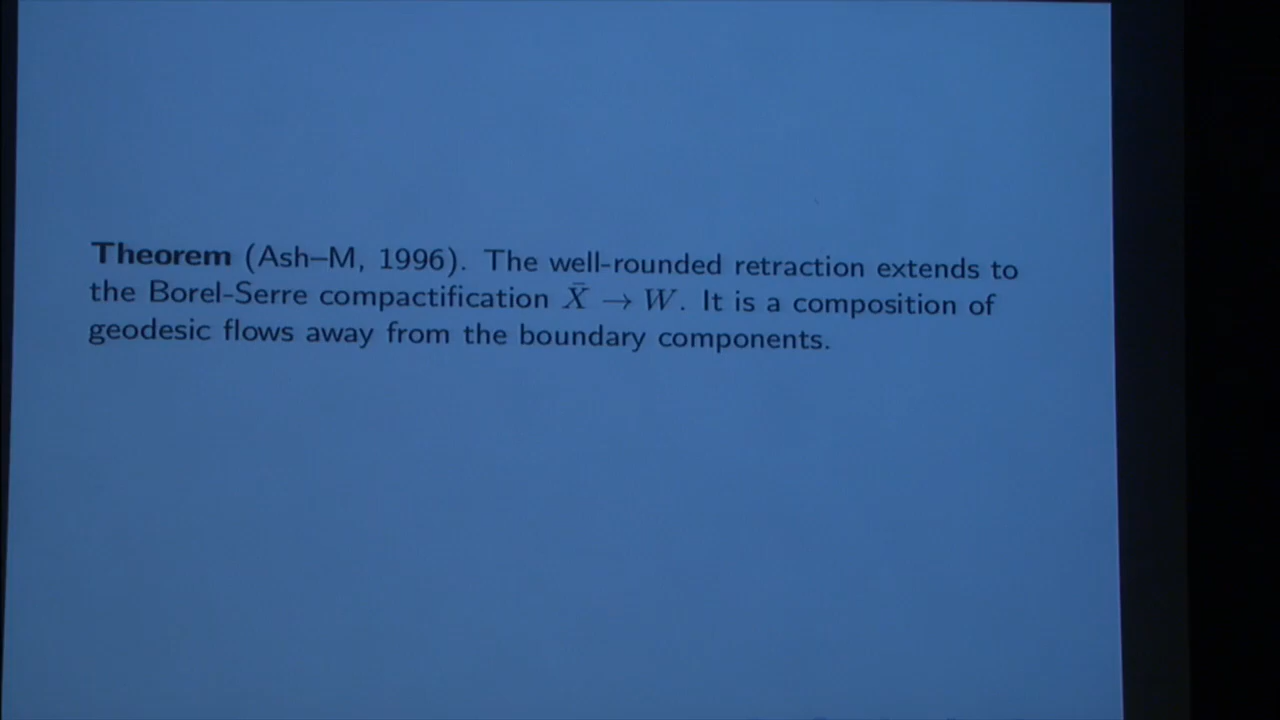 Theorem (Ash–M, 1996). The well-rounded retraction extends to
the Borel-Serre compactification X̄ → W. It is a composition of
geodesic flows away from the boundary components.